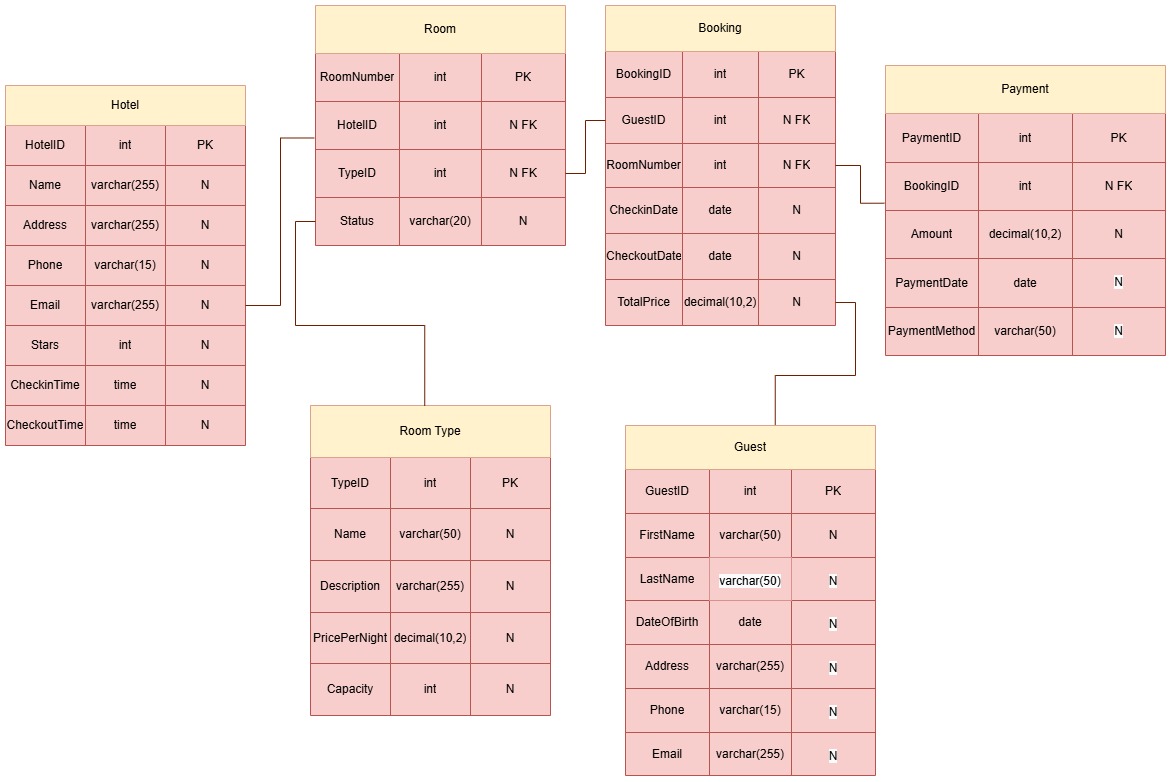 Hotel
HotelID int PK
Name varchar(255) N
Address varchar(255) N
Phone varchar(15) N
Email varchar(255) N
Stars int N
CheckinTime time N
CheckoutTime time N
Room
RoomNumber int PK
HotelID int N FK
TypeID int N FK
Status varchar(20) N
Booking
BookingID int PK
GuestID int N FK
RoomNumber int N FK
CheckinDate date N
CheckoutDate date N
TotalPrice decimal(10,2) N
Payment
PaymentID int PK
BookingID int N FK
Amount decimal(10,2) N
PaymentDate date N
PaymentMethod varchar(50) N
Room Type
TypeID int PK
Name varchar(50) N
Description varchar(255) N
PricePerNight decimal(10,2) N
Capacity int N
Guest
GuestID int PK
FirstName varchar(50) N
LastName varchar(50) N
DateOfBirth date N
Address varchar(255) N
Phone varchar(15) N
Email varchar(255) N